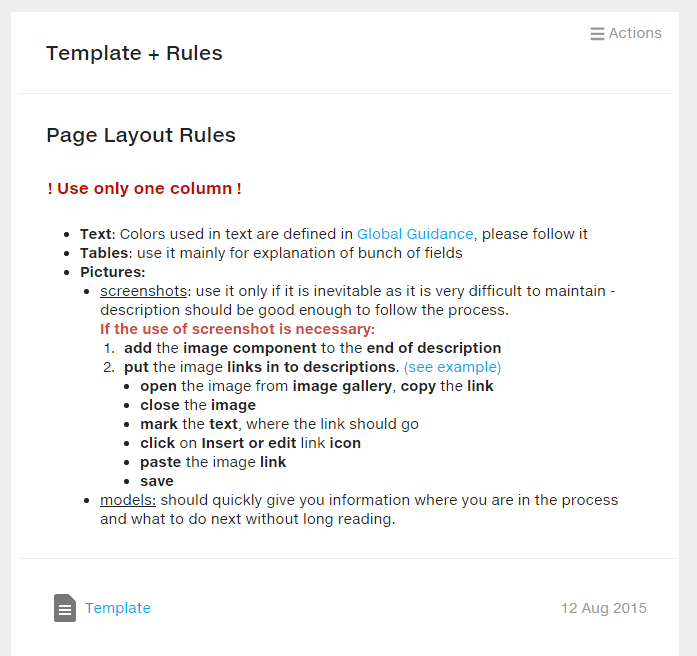 Actions
Template + Rules
Page Layout Rules
! Use only one column !
Text: Colors used in text are defined in Global Guidance, please follow it
Tables: use it mainly for explanation of bunch of fields
Pictures:
screenshots: use it only if it is inevitable as it is very difficult to maintain -
description should be good enough to follow the process.
If the use of screenshot is necessary:
1. add the image component to the end of description
2. put the image links in to descriptions. (see example)
open the image from image gallery, copy the link
close the image
mark the text, where the link should go
click on Insert or edit link icon
paste the image link
save
models: should quickly give you information where you are in the process
and what to do next without long reading.
Template 12 Aug 2015